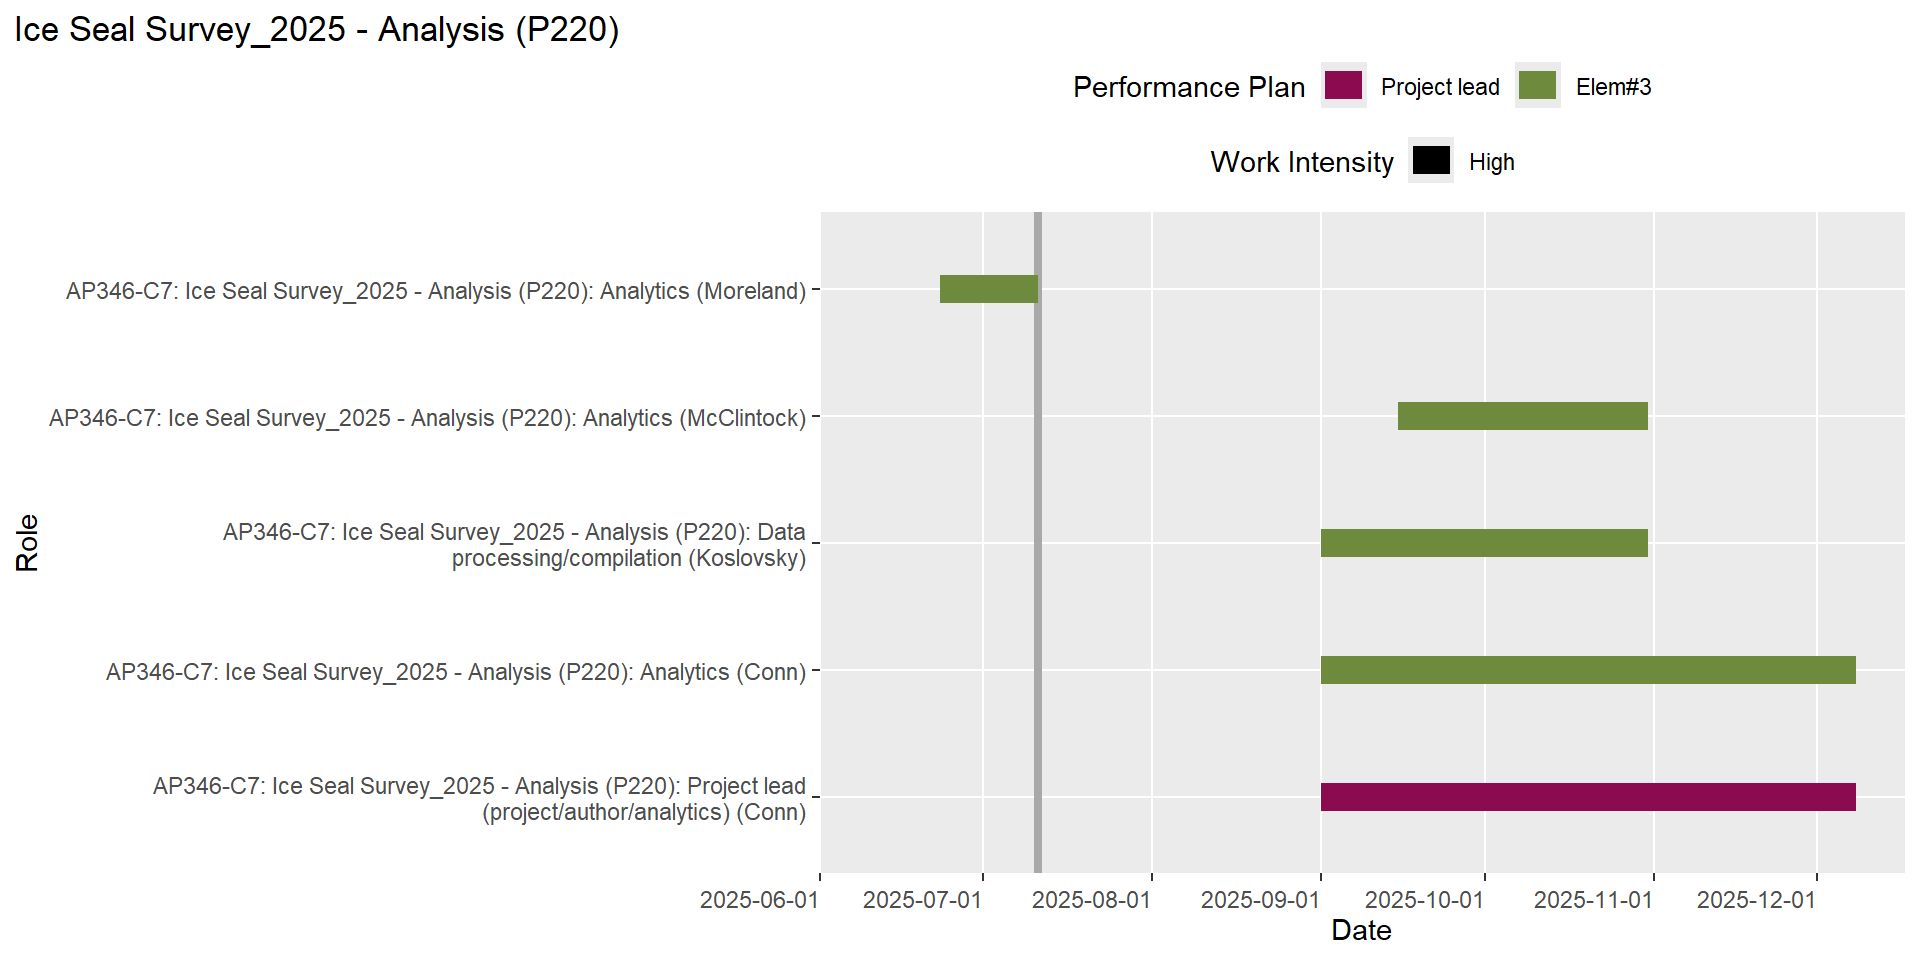 Ice Seal Survey_2025 - Analysis (P220)
Performance Plan Project lead Elem#3
Work Intensity High
AP346-C7: Ice Seal Survey_2025 - Analysis (P220): Analytics (Moreland)
AP346-C7: Ice Seal Survey_2025 - Analysis (P220): Analytics (McClintock)
AP346-C7: Ice Seal Survey_2025 - Analysis (P220): Data
processing/compilation (Koslovsky)
AP346-C7: Ice Seal Survey_2025 - Analysis (P220): Analytics (Conn)
AP346-C7: Ice Seal Survey_2025 - Analysis (P220): Project lead
(project/author/analytics) (Conn)
Role
2025-06-01 2025-07-01 2025-08-01 2025-09-01 2025-10-01 2025-11-01 2025-12-01
Date